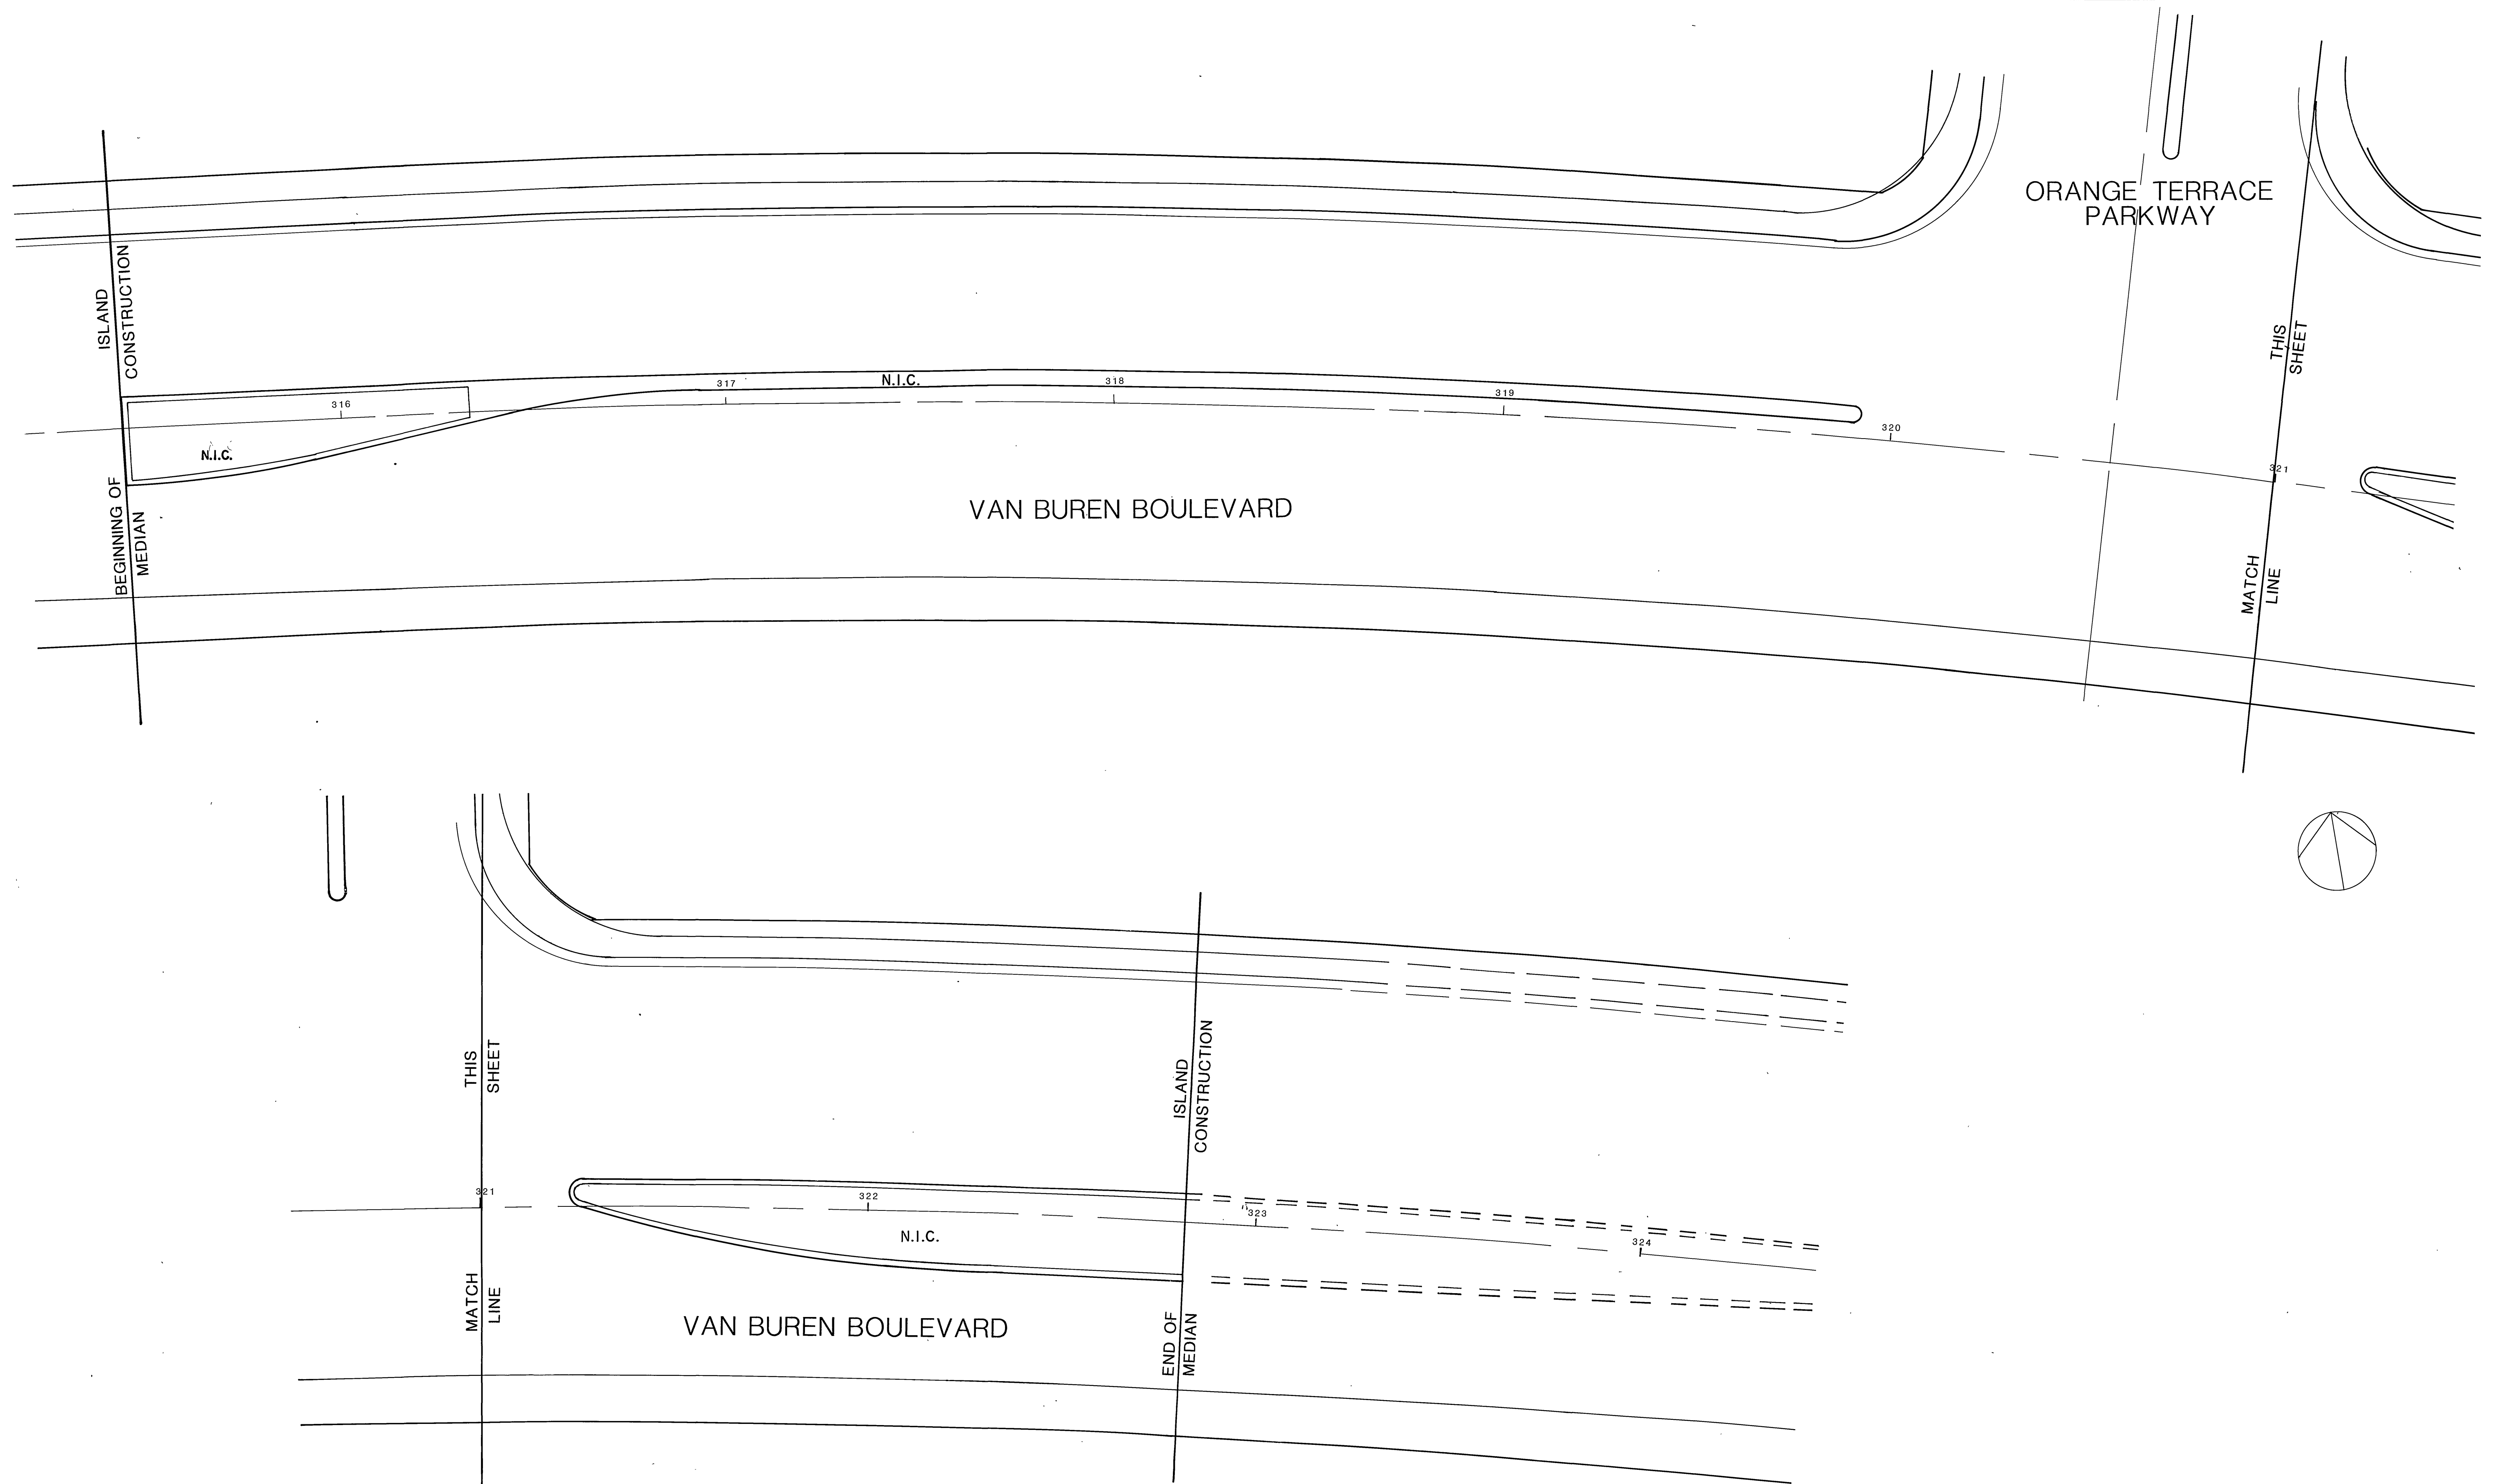 ORANGE TERRACE
PARKWAY
ISLAND
CONSTRUCTION
THIS
SHEET
317
N.I.C.
318
319
316
320
N.I.C.
321
VAN BUREN BOULEVARD
BEGINNING OF
MEDIAN
MATCH
LINE
THIS
SHEET
ISLAND
CONSTRUCTION
321
322
323
N.I.C.
324
MATCH
LINE
VAN BUREN BOULEVARD
END OF
MEDIAN